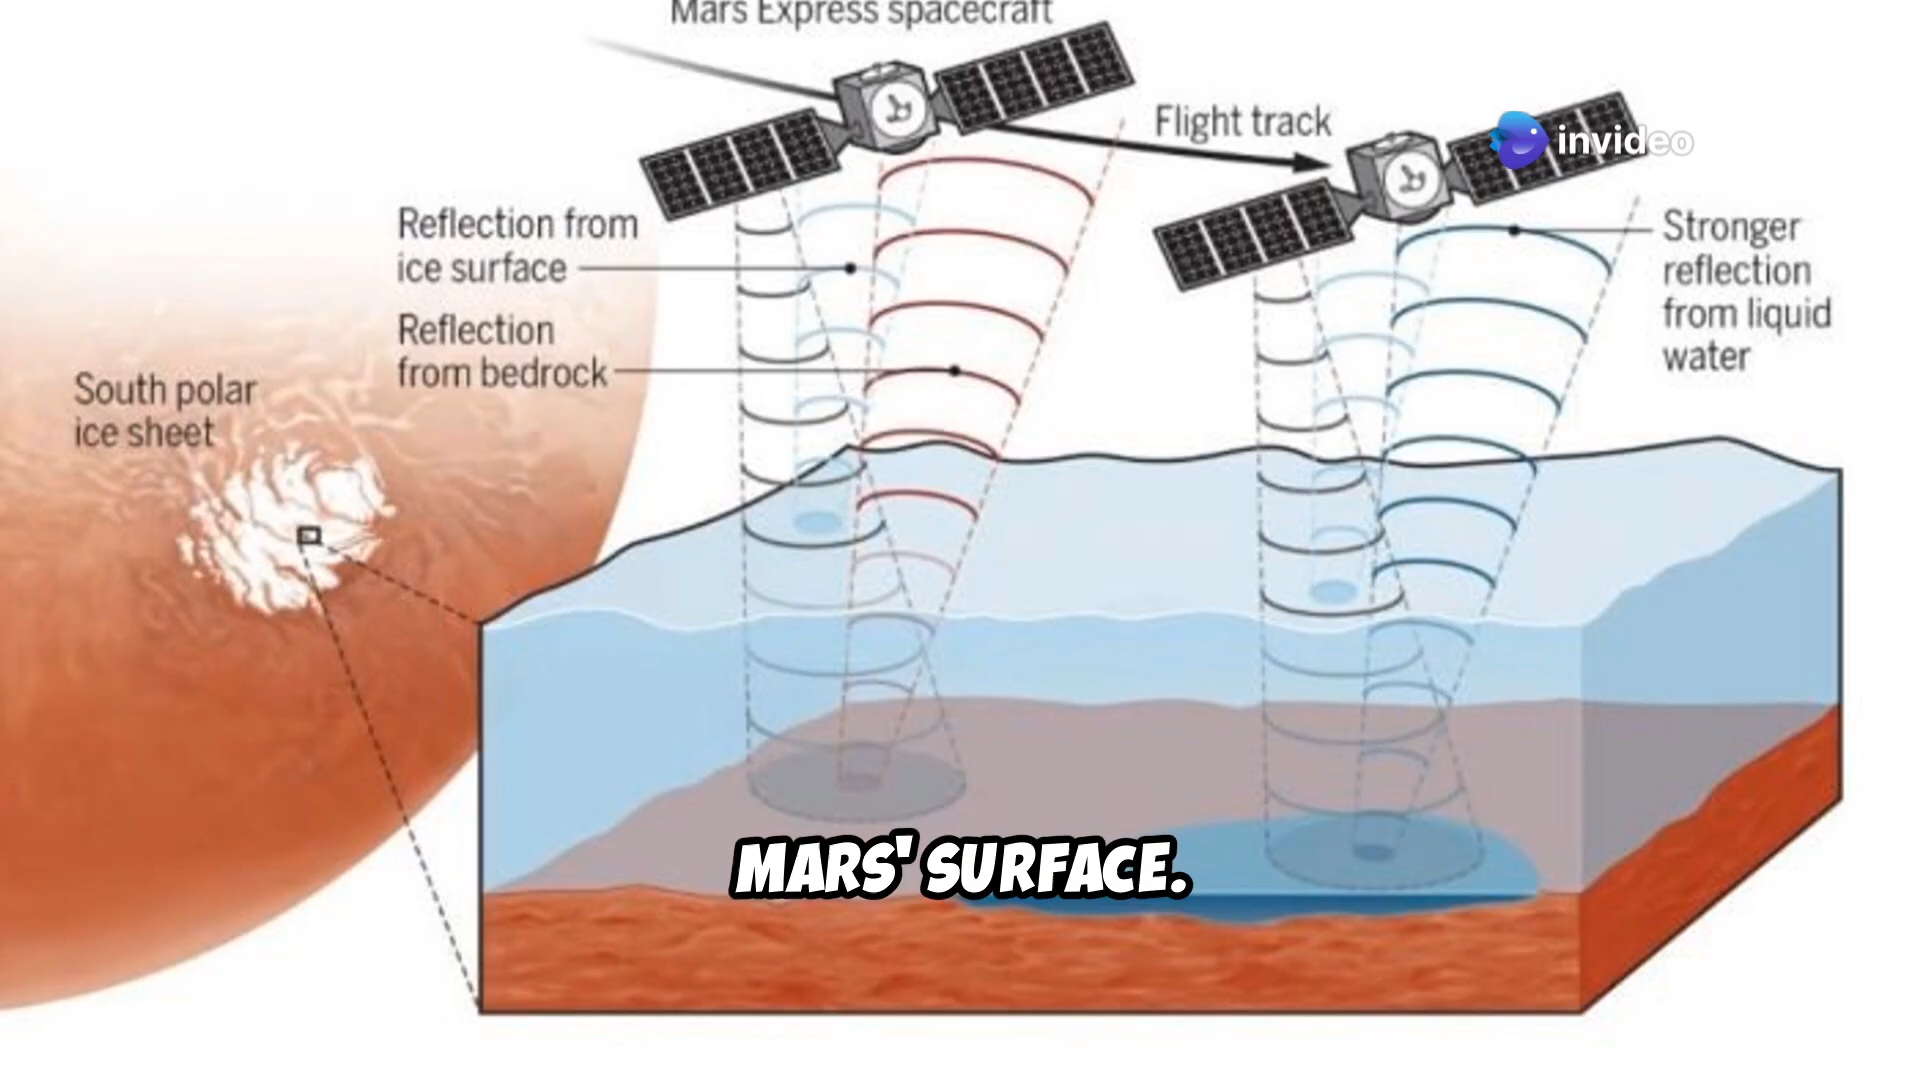 Mars Express spacecraft
Flight track
invideo
Reflection from
ice surface
Stronger
reflection
from liquid
water
Reflection
from bedrock
South polar
ice sheet
MARS' SURFACE.